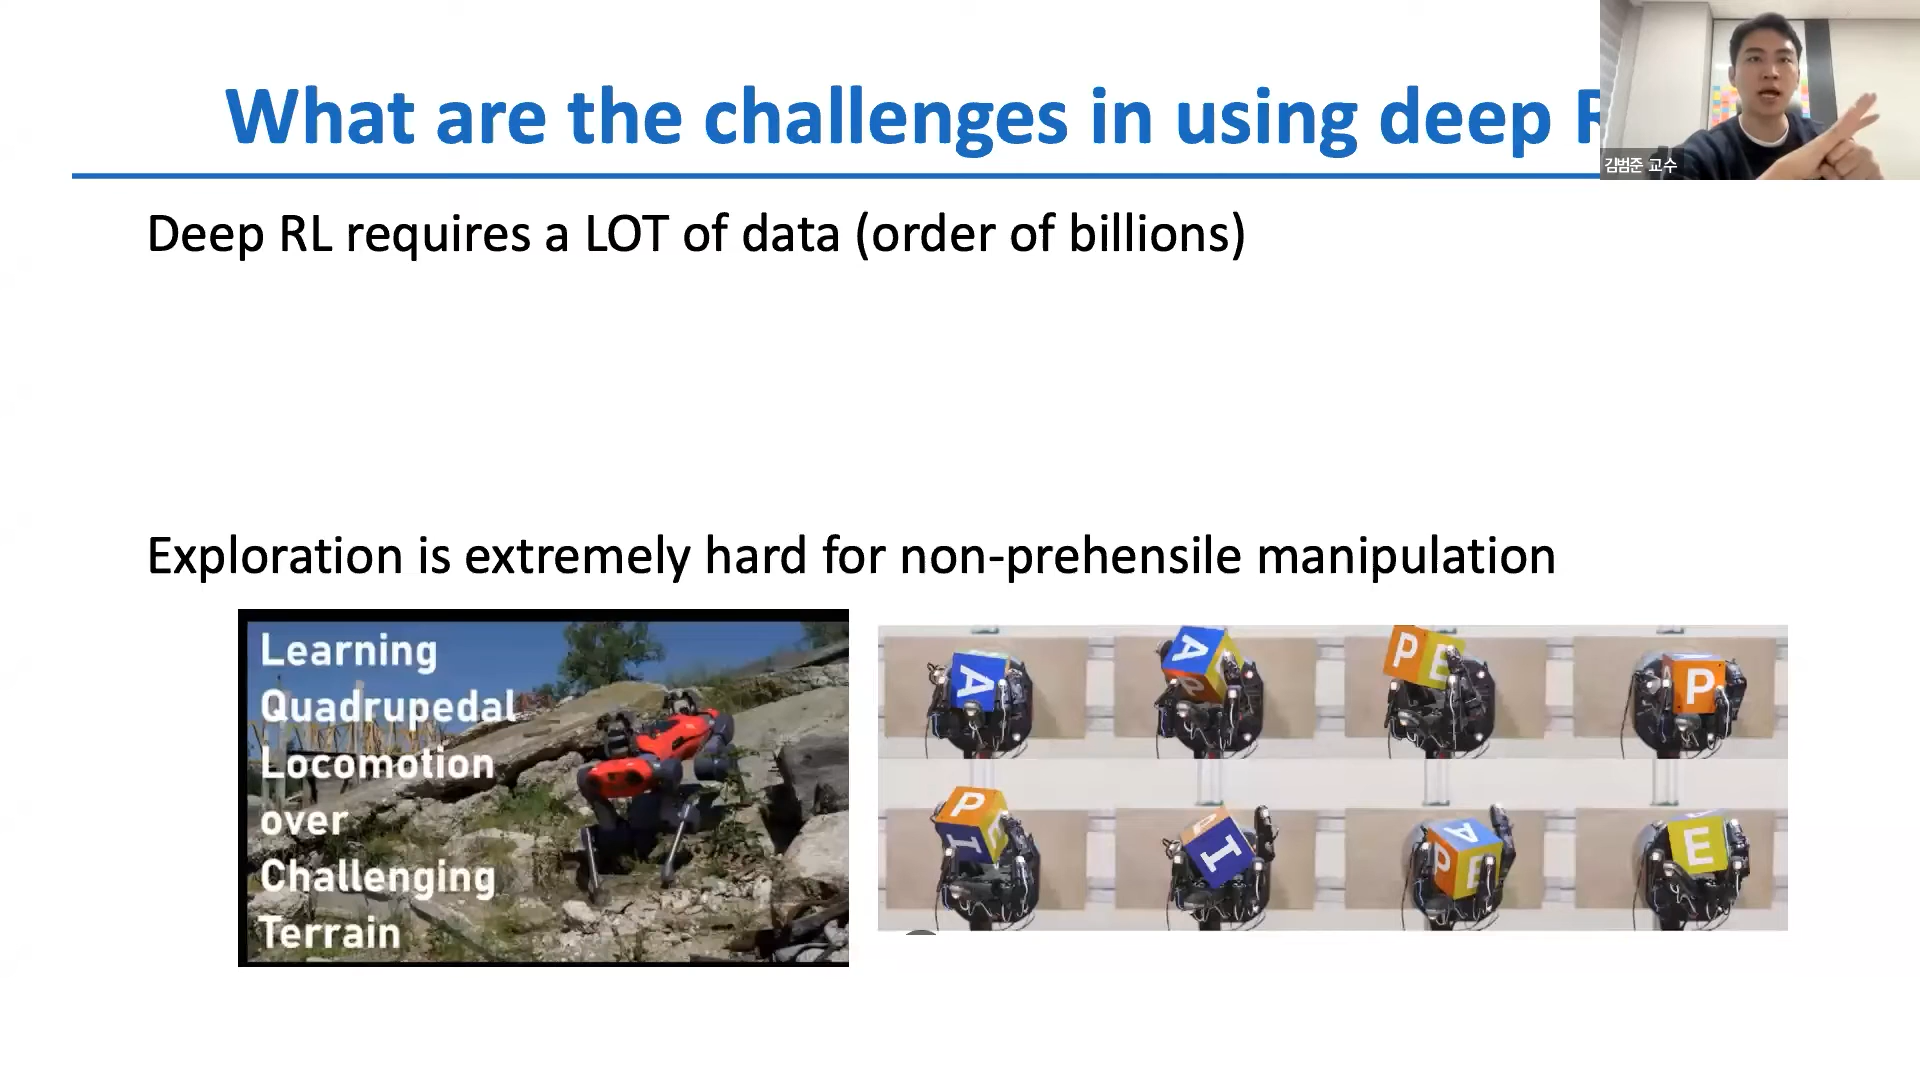 What are the challenges in using deep R
김범준 교수
Deep RL requires a LOT of data (order of billions)
Exploration is extremely hard for non-prehensile manipulation
Learning
Quadrupedal
Locomotion
over
Challenging
Terrain
A
A
P
P E
P
P E
I
I
A
P E
E